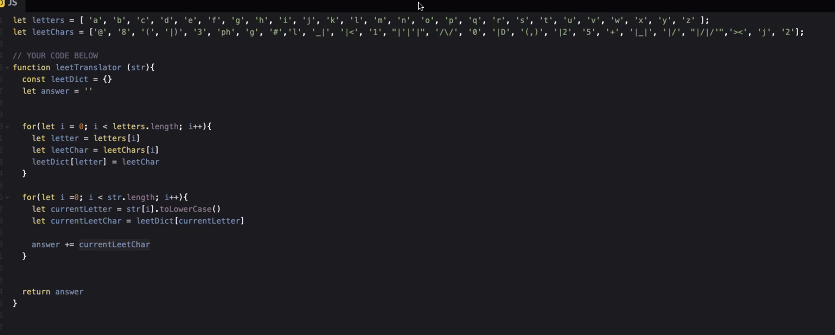 JS
let letters = [ 'a', 'b', 'c', 'd', 'e', 'f', 'g', 'h', 'i', 'j', 'k', 'l', 'm', 'n', 'o', 'p', 'q', 'r', 's', 't', 'u', 'v', 'w', 'x', 'y', 'z' ];
let leetChars = ['@', '8', '(', '|)', '3', 'ph', 'g', '#','l', '_|', '|<', '1', "|'|'|", '/\/', '0', '|D', '(,)', '|2', '5', '+', '|_|', '|/', "|/|/'",'><', 'j', '2'];
// YOUR CODE BELOW
function leetTranslator (str){
const leetDict = {}
let answer = ''
for(let i = 0; i < letters.length; i++){
let letter = letters[i]
let leetChar = leetChars[i]
leetDict[letter] = leetChar
}
for(let i =0; i < str.length; i++){
let currentLetter = str[i].toLowerCase()
let currentLeetChar = leetDict[currentLetter]
answer += currentLeetChar
}
return answer
}